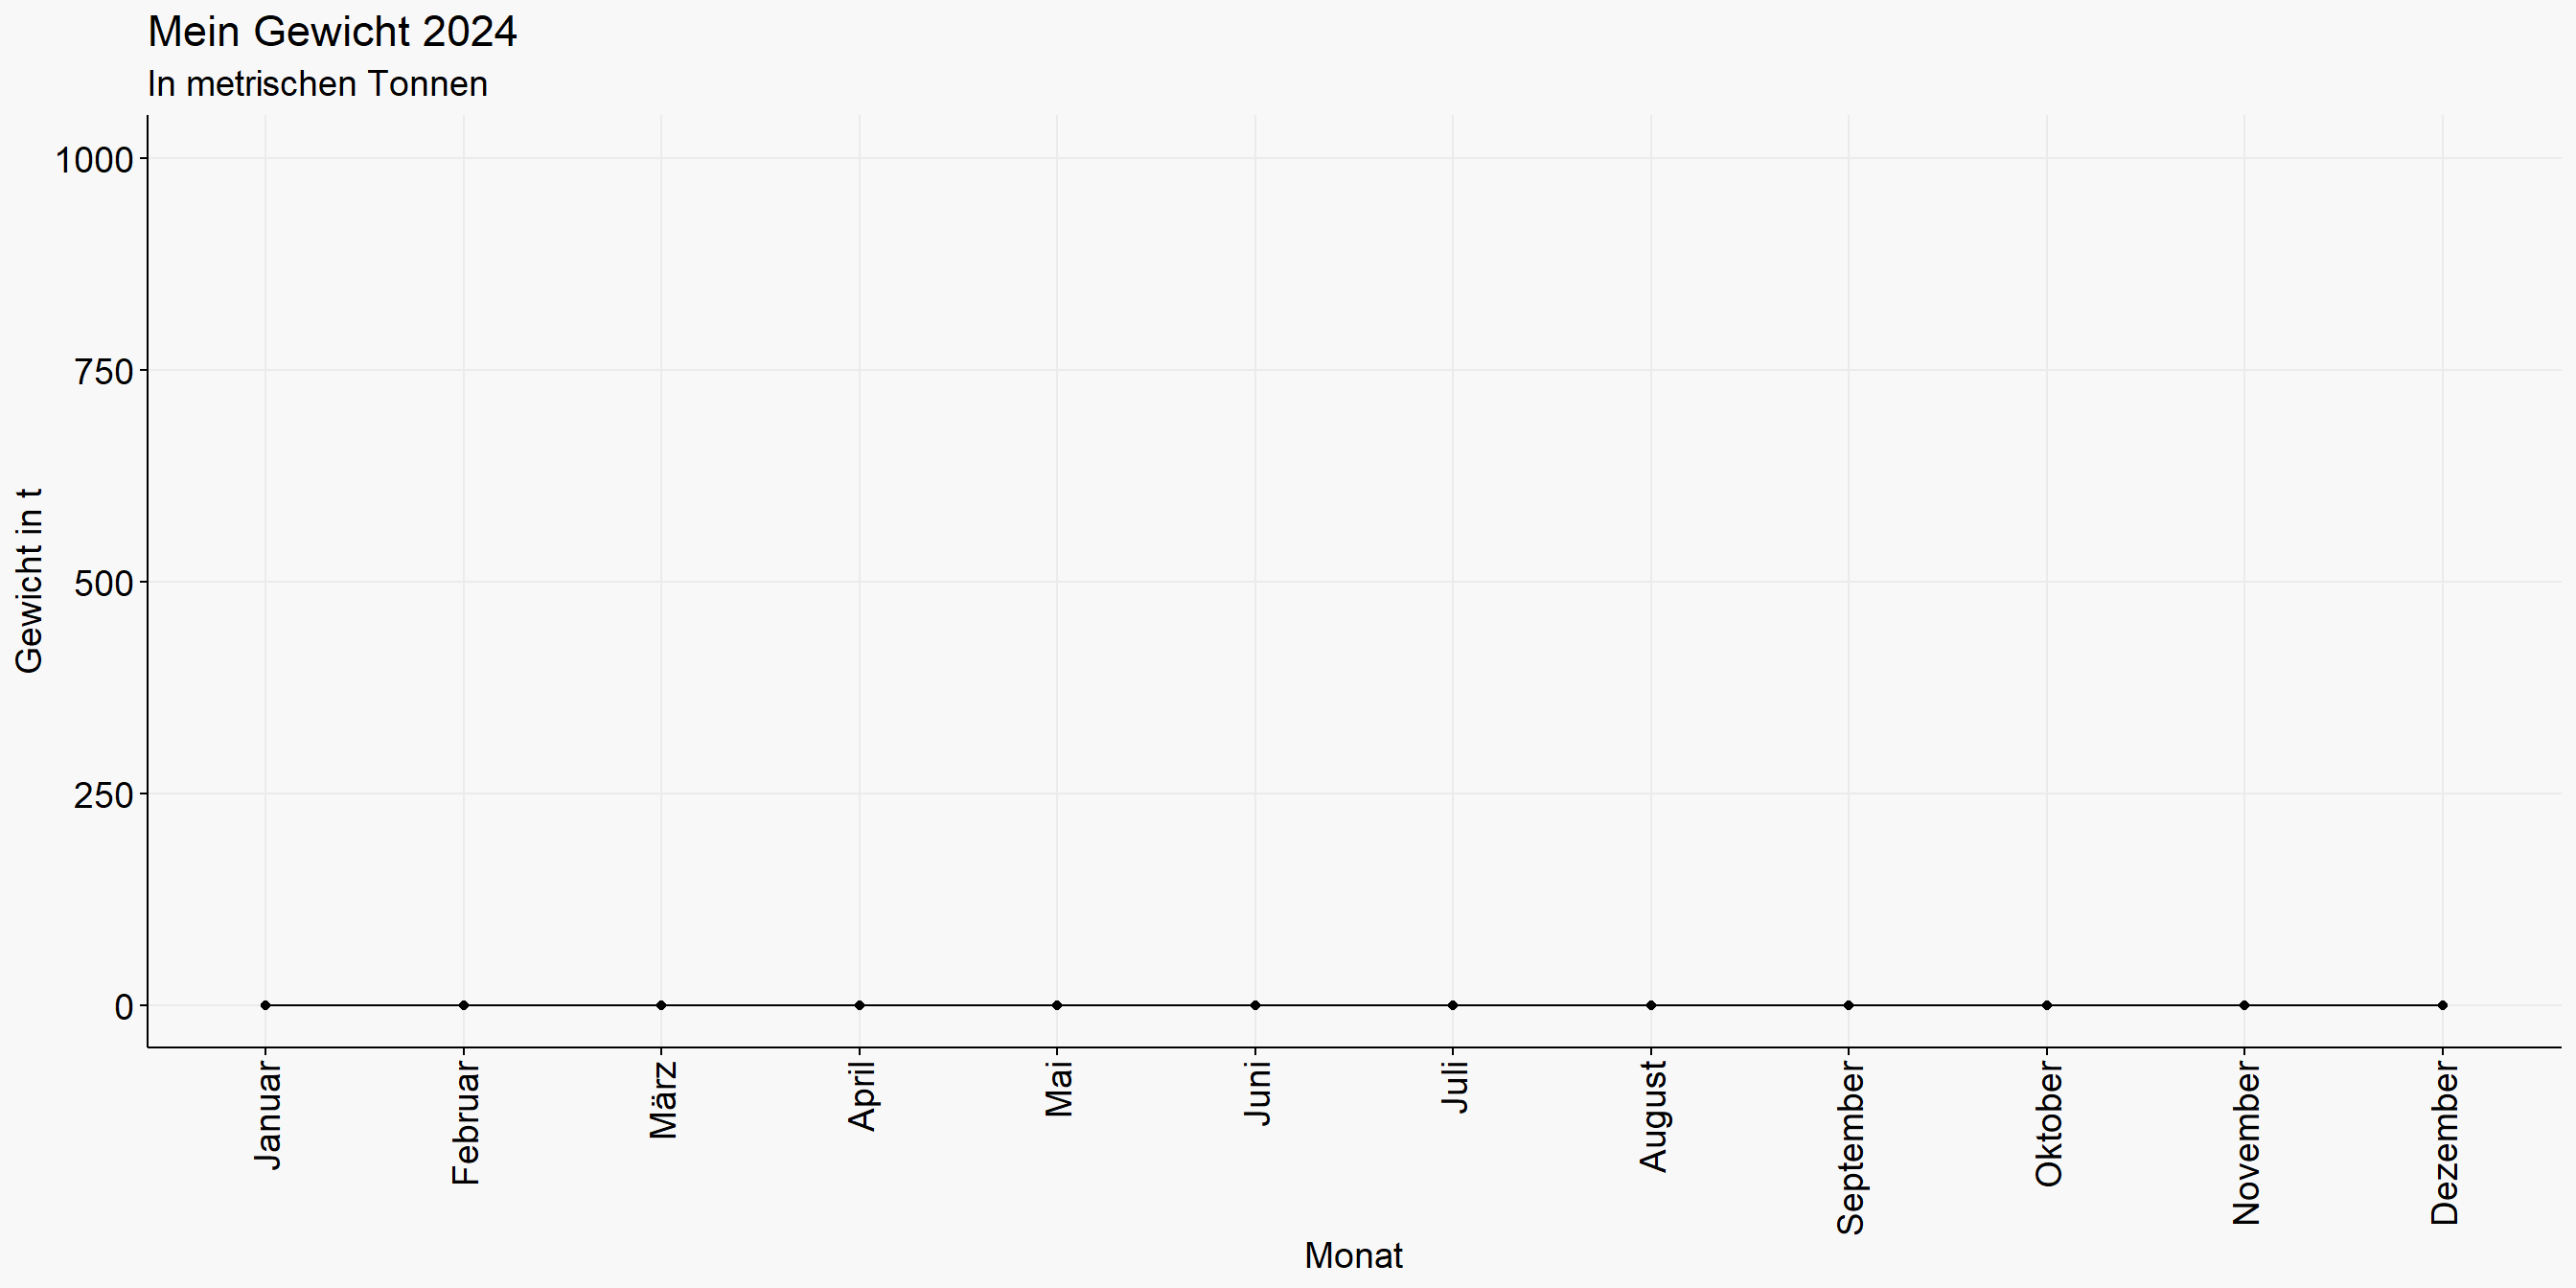 Mein Gewicht 2024
In metrischen Tonnen
Gewicht in t
1000
750
500
250
0
Januar
Februar
März
April
Mai
Juni
Juli
August
September
Oktober
November
Dezember
Monat